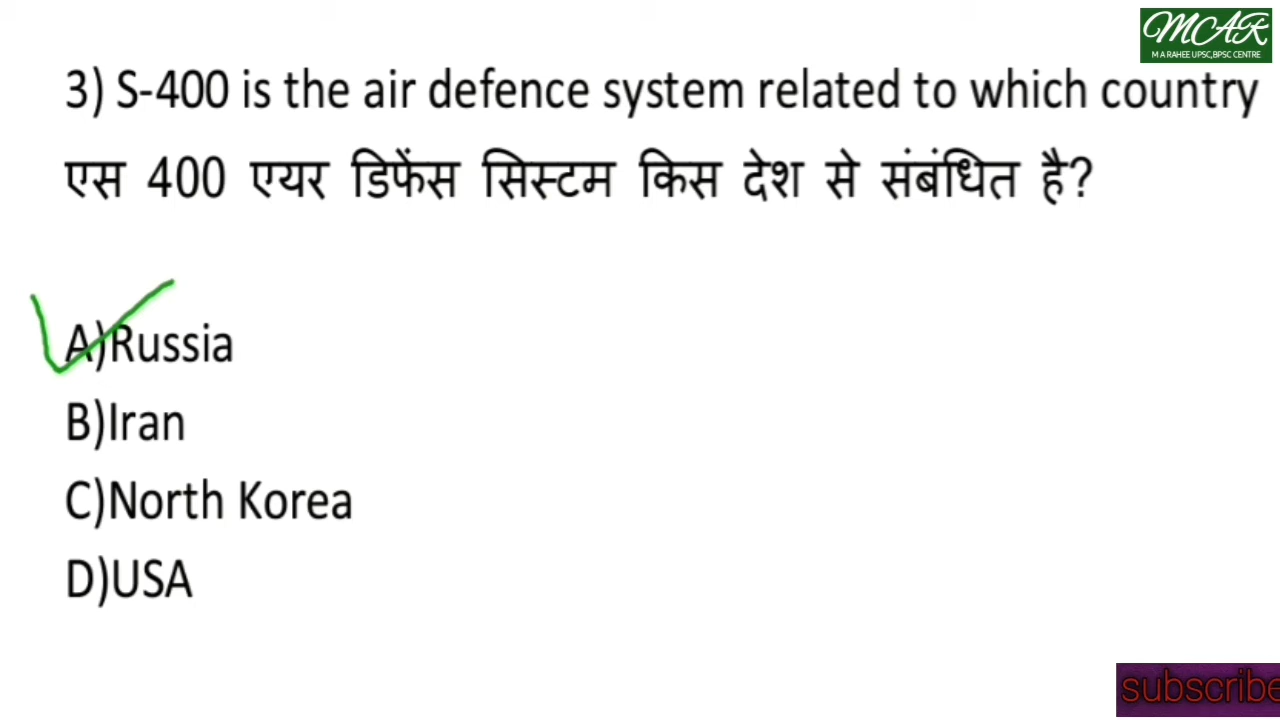 MCAR
M A RAHEE UPSC,BPSC CENTRE
3) S-400 is the air defence system related to which country
एस 400 एयर डिफेंस सिस्टम किस देश से संबंधित है?
A)Russia
B)Iran
C)North Korea
D)USA
subscribe